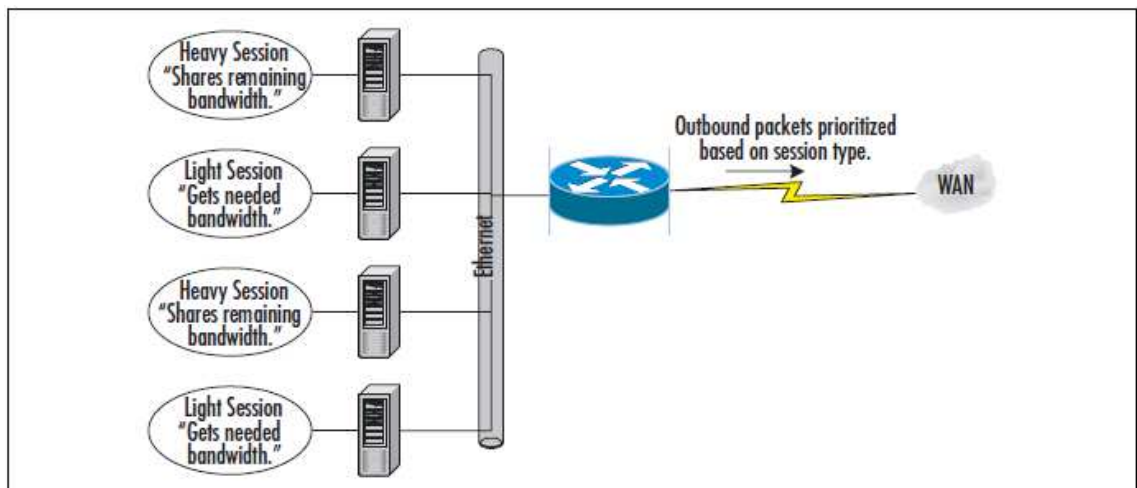 Heavy Session
"Shares remaining
bandwidth."
Light Session
"Gets needed
bandwidth."
Heavy Session
"Shares remaining
bandwidth."
Light Session
"Gets needed
bandwidth."
Ethernet
Outbound packets prioritized
based on session type.
WAN